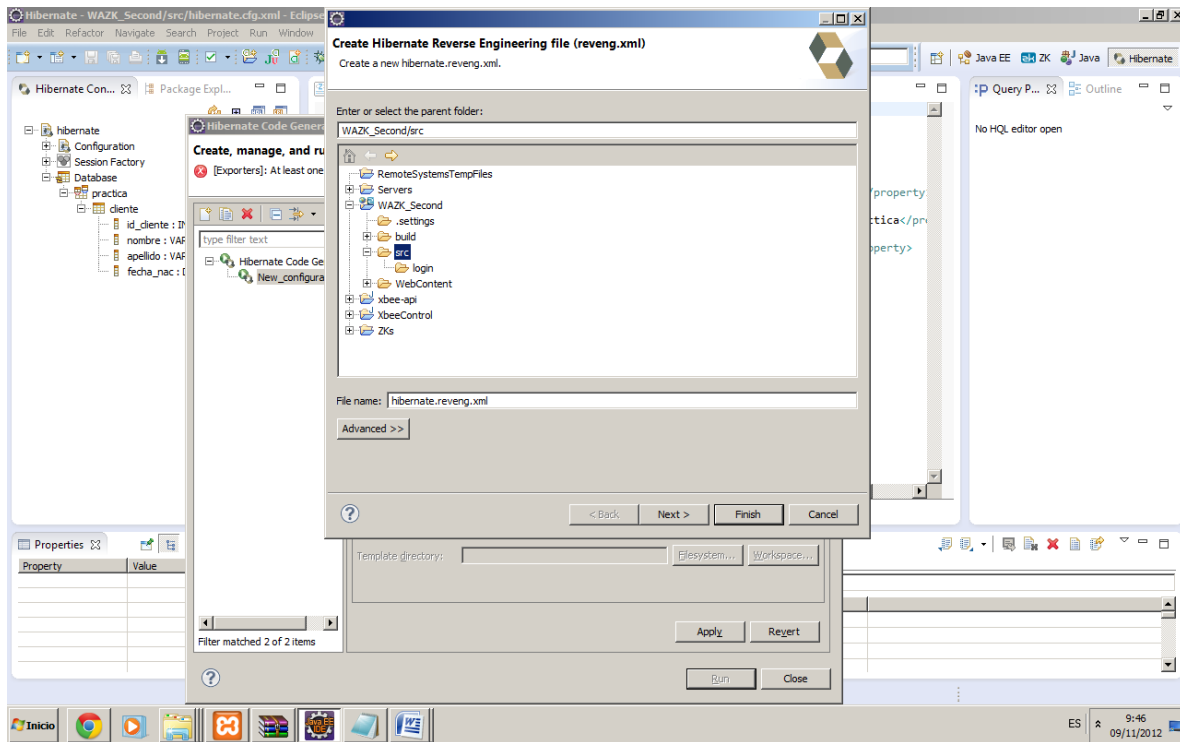 Hibernate - WAZK_Second/src/hibernate.cfg.xml - Eclipse
File Edit Refactor Navigate Search Project Run Window
Java EE ZK Java Hibernate
Hibernate Con... Package Expl...
hibernate
Configuration
Session Factory
Database
practica
cliente
id_cliente : IN
nombre : VAR
apellido : VAR
fecha_nac : D
Hibernate Code Genera
Create, manage, and ru
[Exporters]: At least one
type filter text
Hibernate Code Ge
New_configura
Filter matched 2 of 2 items
Create Hibernate Reverse Engineering file (reveng.xml)
Create a new hibernate.reveng.xml.
Enter or select the parent folder:
WAZK_Second/src
RemoteSystemsTempFiles
Servers
WAZK_Second
.settings
build
src
login
WebContent
xbee-api
XbeeControl
ZKs
File name: hibernate.reveng.xml
Advanced >>
< Back Next > Finish Cancel
/property
ctica</pro
operty>
Query P... Outline
No HQL editor open
Properties
Property Value
Template directory: Filesystem... Workspace...
Apply Revert
Run Close
Inicio
ES 9:46
09/11/2012